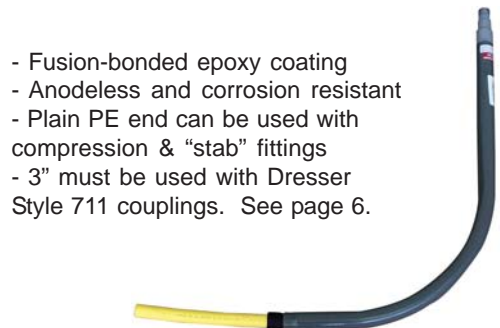 - Fusion-bonded epoxy coating
- Anodeless and corrosion resistant
- Plain PE end can be used with
compression & “stab” fittings
- 3” must be used with Dresser
Style 711 couplings.  See page 6.